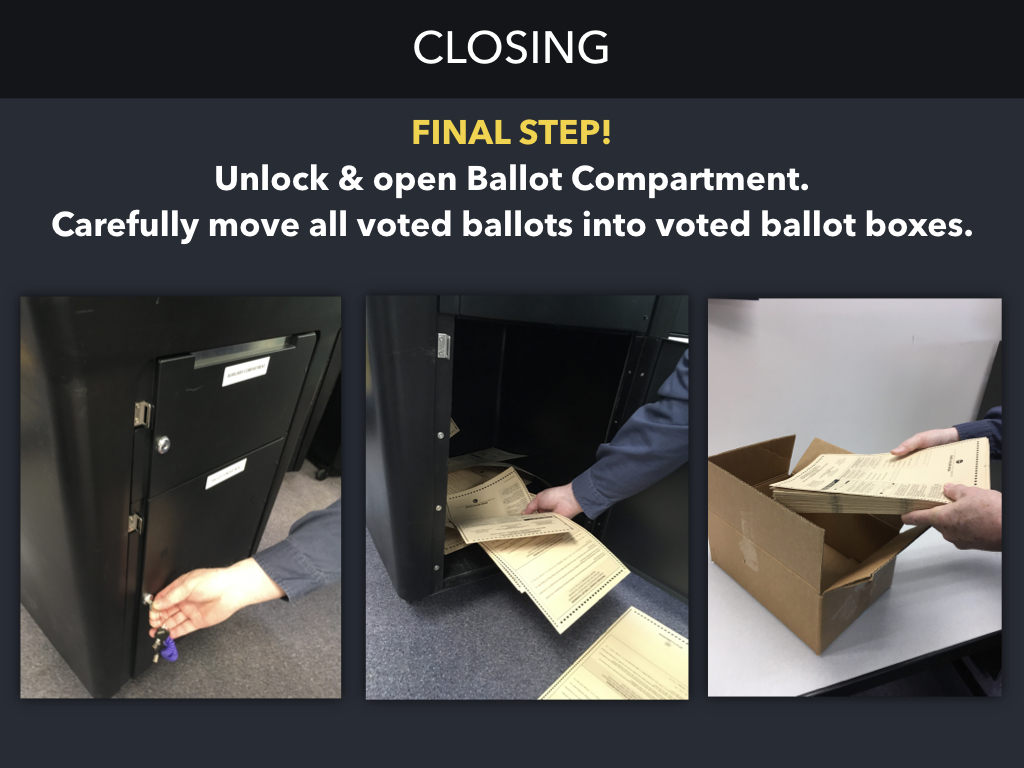 CLOSING
FINAL STEP!
Unlock & open Ballot Compartment.
Carefully move all voted ballots into voted ballot boxes.